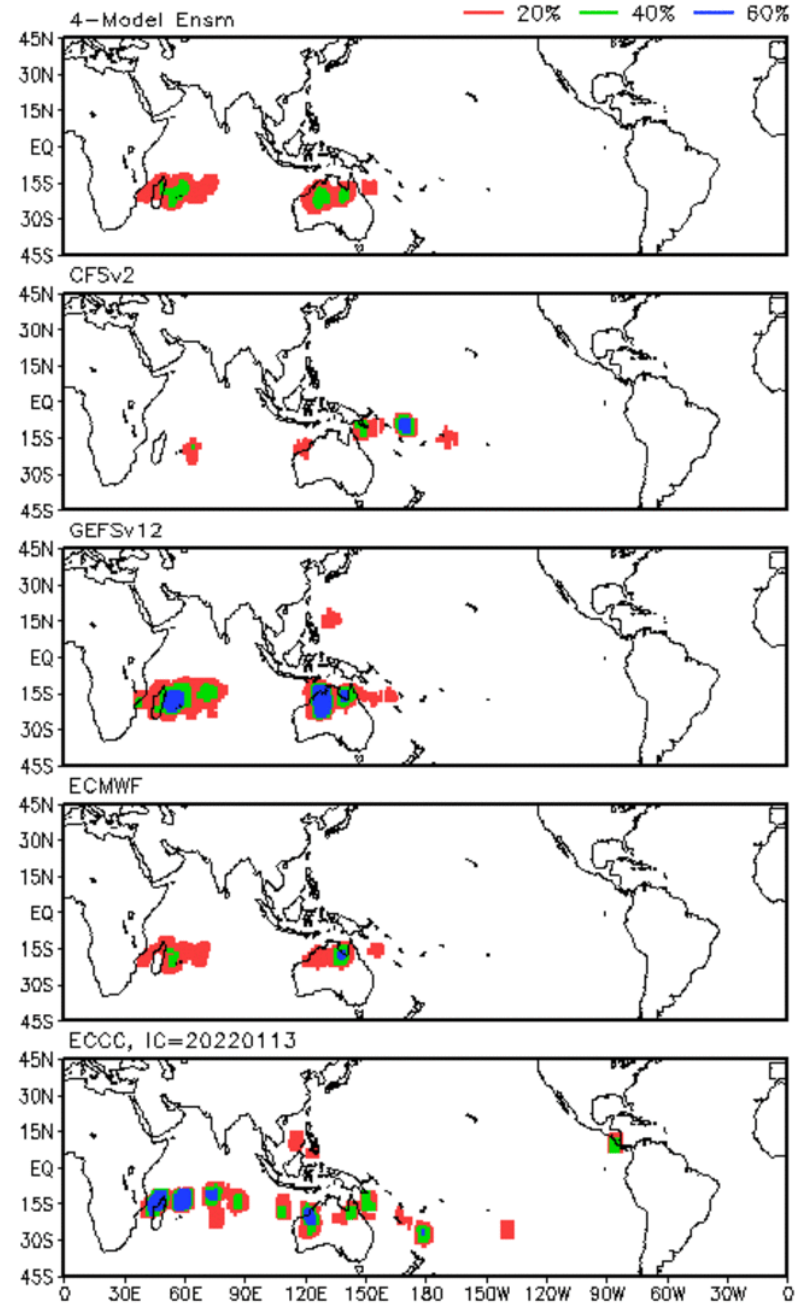 4-Model Ensm 20% 40% 60%
45N
30N
15N
EQ
15S
30S
45S
CFSv2
45N
30N
15N
EQ
15S
30S
45S
GEFSv12
45N
30N
15N
EQ
15S
30S
45S
ECMWF
45N
30N
15N
EQ
15S
30S
45S
ECCC, IC=20220113
45N
30N
15N
EQ
15S
30S
45S
0 30E 60E 90E 120E 150E 180 150W 120W 90W 60W 30W 0